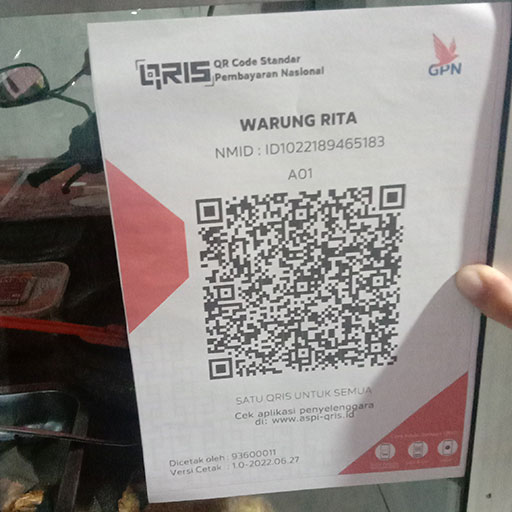 QRIS
QR Code Standar
Pembayaran Nasional
GPN
WARUNG RITA
NMID : ID1022189465183
A01
SATU QRIS UNTUK SEMUA
Cek aplikasi penyelenggara
di: www.aspi-qris.id
Dicetak oleh : 93600011
Versi Cetak : 1.0-2022.06.27